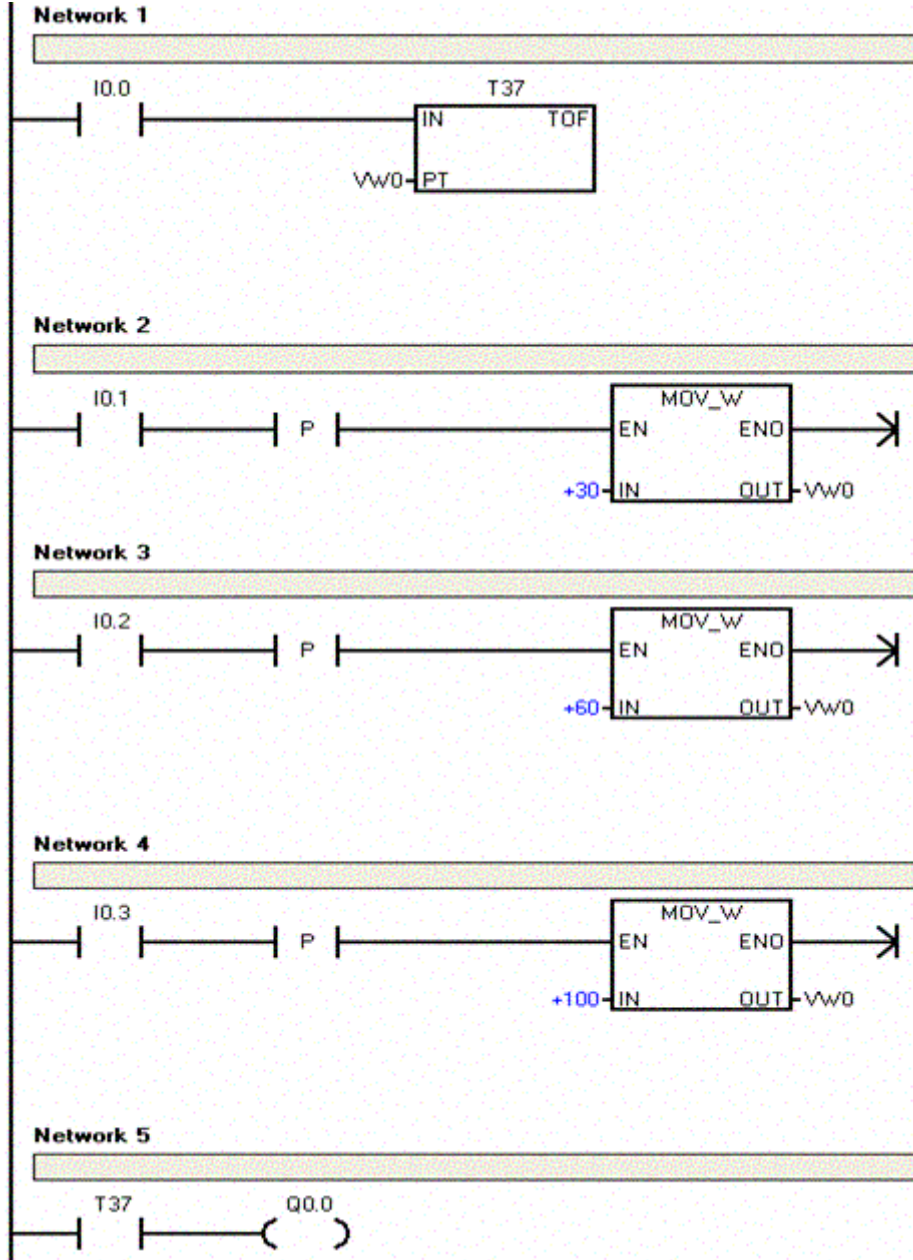 Network 1
I0.0 T37
IN TOF
VW0 PT
Network 2
I0.1 MOV_W
P EN ENO
+30 IN OUT VW0
Network 3
I0.2 MOV_W
P EN ENO
+60 IN OUT VW0
Network 4
I0.3 MOV_W
P EN ENO
+100 IN OUT VW0
Network 5
T37 Q0.0